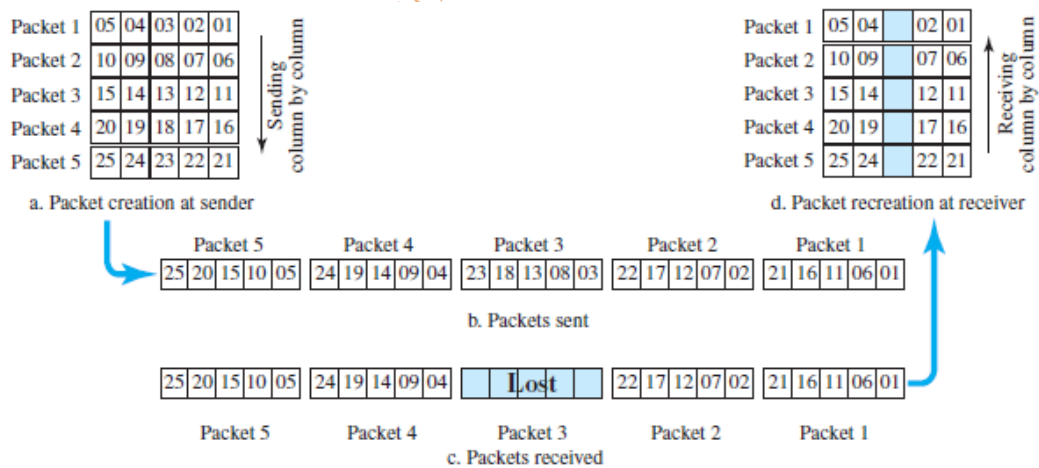 Packet 1 05 04 03 02 01
Packet 2 10 09 08 07 06
Packet 3 15 14 13 12 11
Packet 4 20 19 18 17 16
Packet 5 25 24 23 22 21
Sending
column by column
a. Packet creation at sender
Packet 1 05 04 02 01
Packet 2 10 09 07 06
Packet 3 15 14 12 11
Packet 4 20 19 17 16
Packet 5 25 24 22 21
Receiving
column by column
d. Packet recreation at receiver
Packet 5 Packet 4 Packet 3 Packet 2 Packet 1
25 20 15 10 05 24 19 14 09 04 23 18 13 08 03 22 17 12 07 02 21 16 11 06 01
b. Packets sent
25 20 15 10 05 24 19 14 09 04 Lost 22 17 12 07 02 21 16 11 06 01
Packet 5 Packet 4 Packet 3 Packet 2 Packet 1
c. Packets received